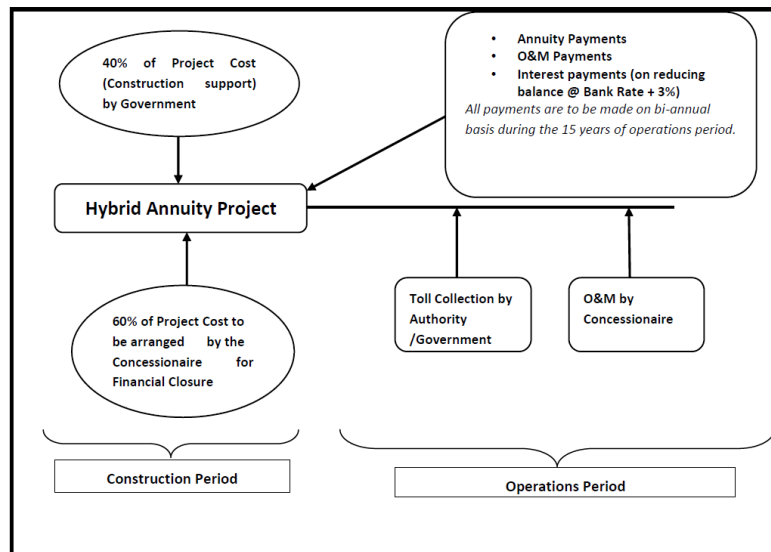 40% of Project Cost
(Construction support)
by Government
• Annuity Payments
• O&M Payments
• Interest payments (on reducing
balance @ Bank Rate + 3%)
All payments are to be made on bi-annual
basis during the 15 years of operations period.
Hybrid Annuity Project
60% of Project Cost to
be arranged by the
Concessionaire for
Financial Closure
Toll Collection by
Authority
/Government
O&M by
Concessionaire
Construction Period
Operations Period